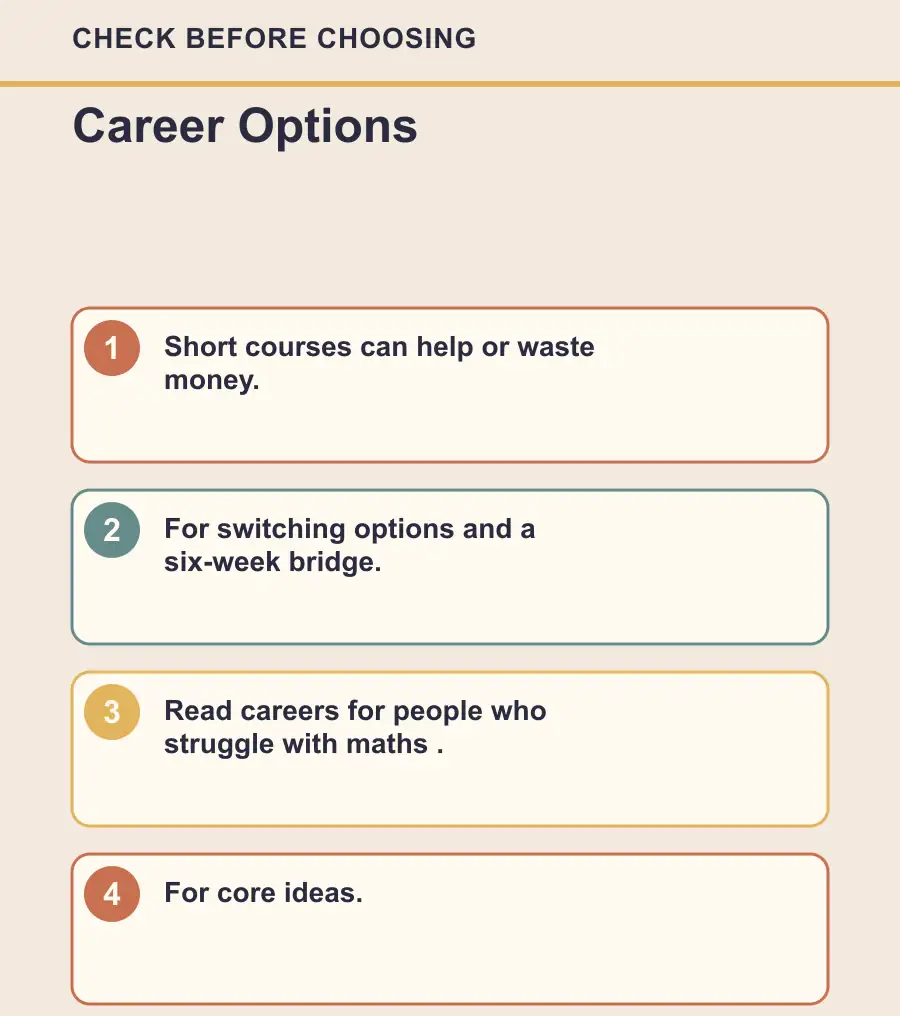 CHECK BEFORE CHOOSING
Career Options
1
Short courses can help or waste
money.
2
For switching options and a
six-week bridge.
3
Read careers for people who
struggle with maths .
4
For core ideas.